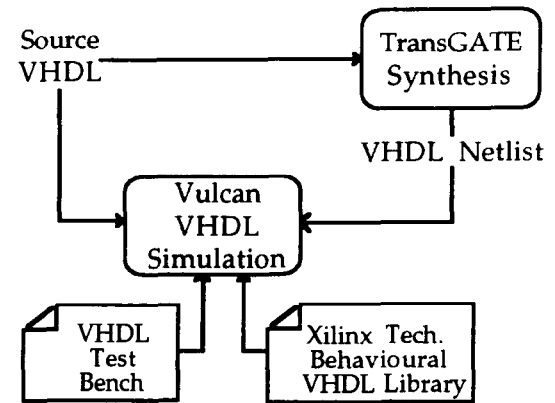 Source
VHDL
TransGATE
Synthesis
VHDL Netlist
Vulcan
VHDL
Simulation
VHDL
Test
Bench
Xilinx Tech.
Behavioural
VHDL Library